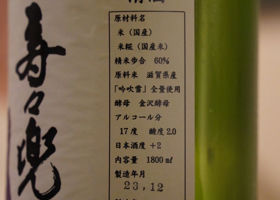 清酒
寿々兜
原材料名
米（国産）
米糀（国産米）
精米歩合　60％
原料米　滋賀県産
「吟吹雪」全量使用
酵母　金沢酵母
アルコール分
17度　酸度2.0
日本酒度　+2
内容量　1800ml
製造年月
23,12